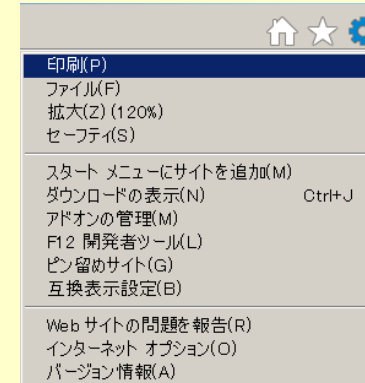 印刷(P)
ファイル(F)
拡大(Z) (120%)
セーフティ(S)
スタート メニューにサイトを追加(M)
ダウンロードの表示(N) Ctrl+J
アドオンの管理(M)
F12 開発者ツール(L)
ピン留めサイト(G)
互換表示設定(B)
Web サイトの問題を報告(R)
インターネット オプション(O)
バージョン情報(A)